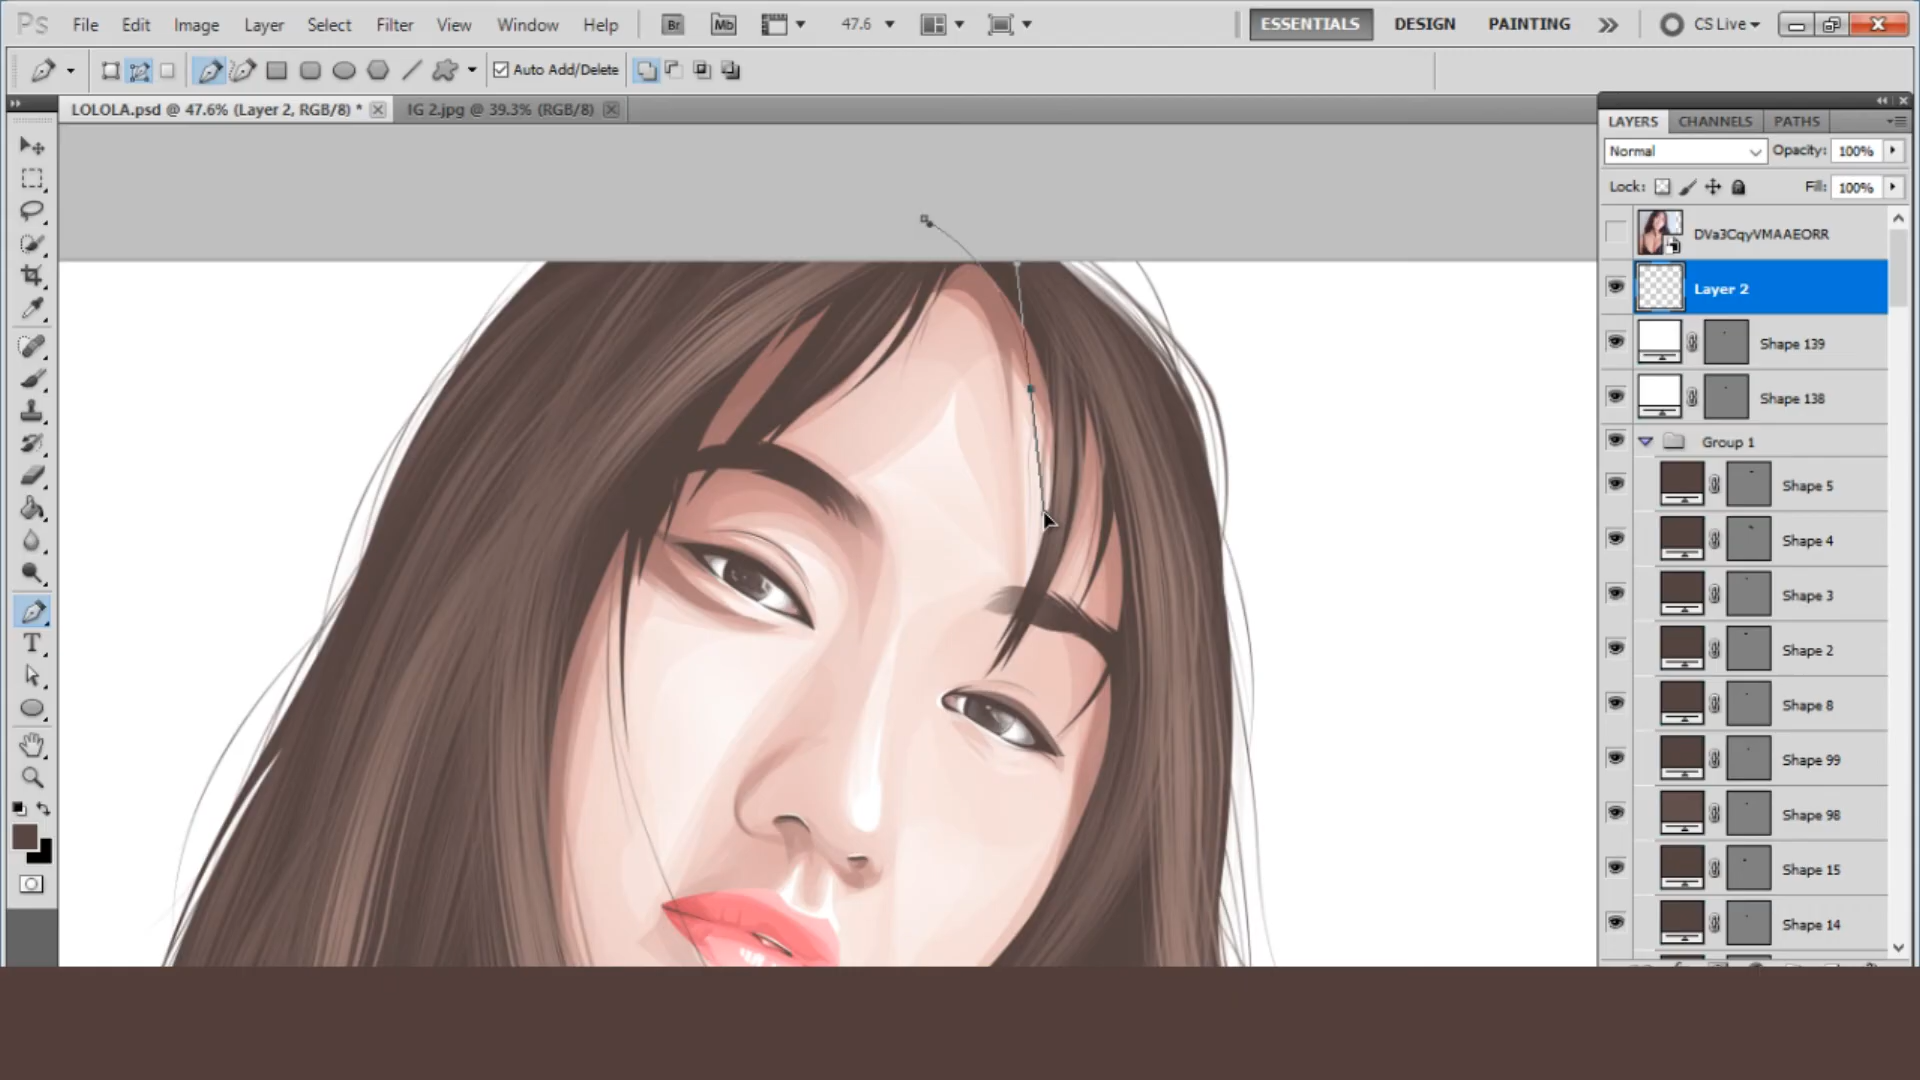 Ps File Edit Image Layer Select Analysis Filter View Window Help Br Mb 47.6 ESSENTIALS DESIGN PAINTING CS Live
Auto Add/Delete
LOLOLA.psd @ 47.6% (Layer 2, RGB/8) * IG 2.jpg @ 39.3% (RGB/8)
LAYERS CHANNELS PATHS
Normal Opacity: 100%
Lock: Fill: 100%
DVa3CqyVMAAEORR
Layer 2
Shape 139
Shape 138
Group 1
Shape 5
Shape 4
Shape 3
Shape 2
Shape 8
Shape 99
Shape 98
Shape 15
Shape 14
T